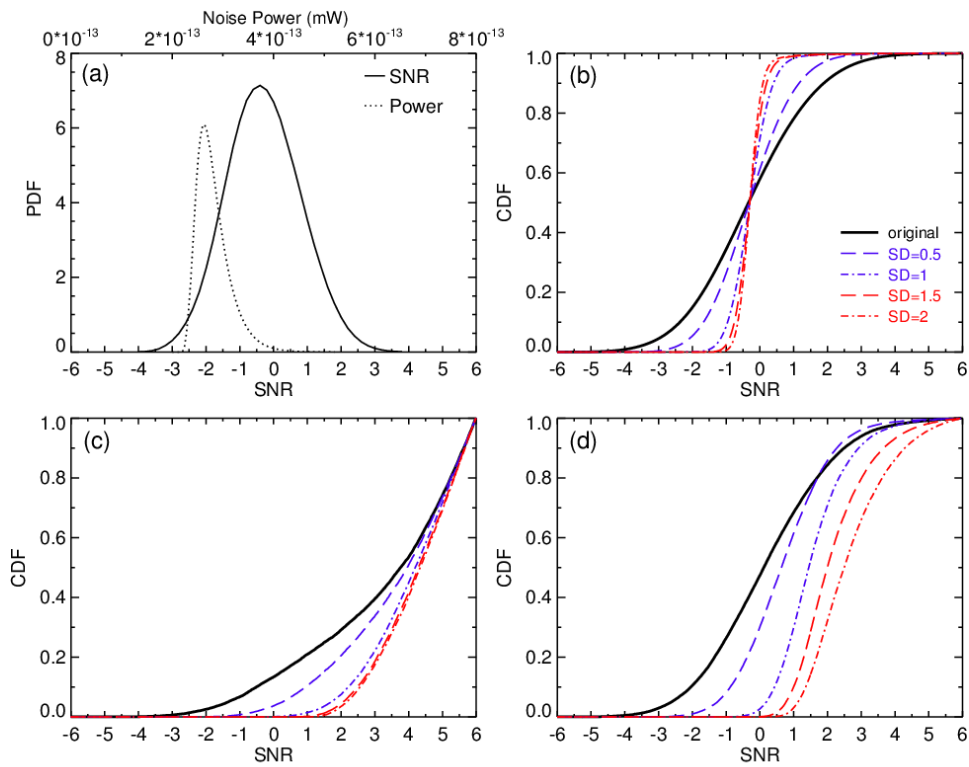 Noise Power (mW)
0*10-13 2*10-13 4*10-13 6*10-13 8*10-13
(a)
SNR
Power
8
6
4
2
0
PDF
-6 -5 -4 -3 -2 -1 0 1 2 3 4 5 6
SNR
(b)
1.0
0.8
0.6
0.4
0.2
0.0
CDF
original
SD=0.5
SD=1
SD=1.5
SD=2
-6 -5 -4 -3 -2 -1 0 1 2 3 4 5 6
SNR
(c)
1.0
0.8
0.6
0.4
0.2
0.0
CDF
-6 -5 -4 -3 -2 -1 0 1 2 3 4 5 6
SNR
(d)
1.0
0.8
0.6
0.4
0.2
0.0
CDF
-6 -5 -4 -3 -2 -1 0 1 2 3 4 5 6
SNR